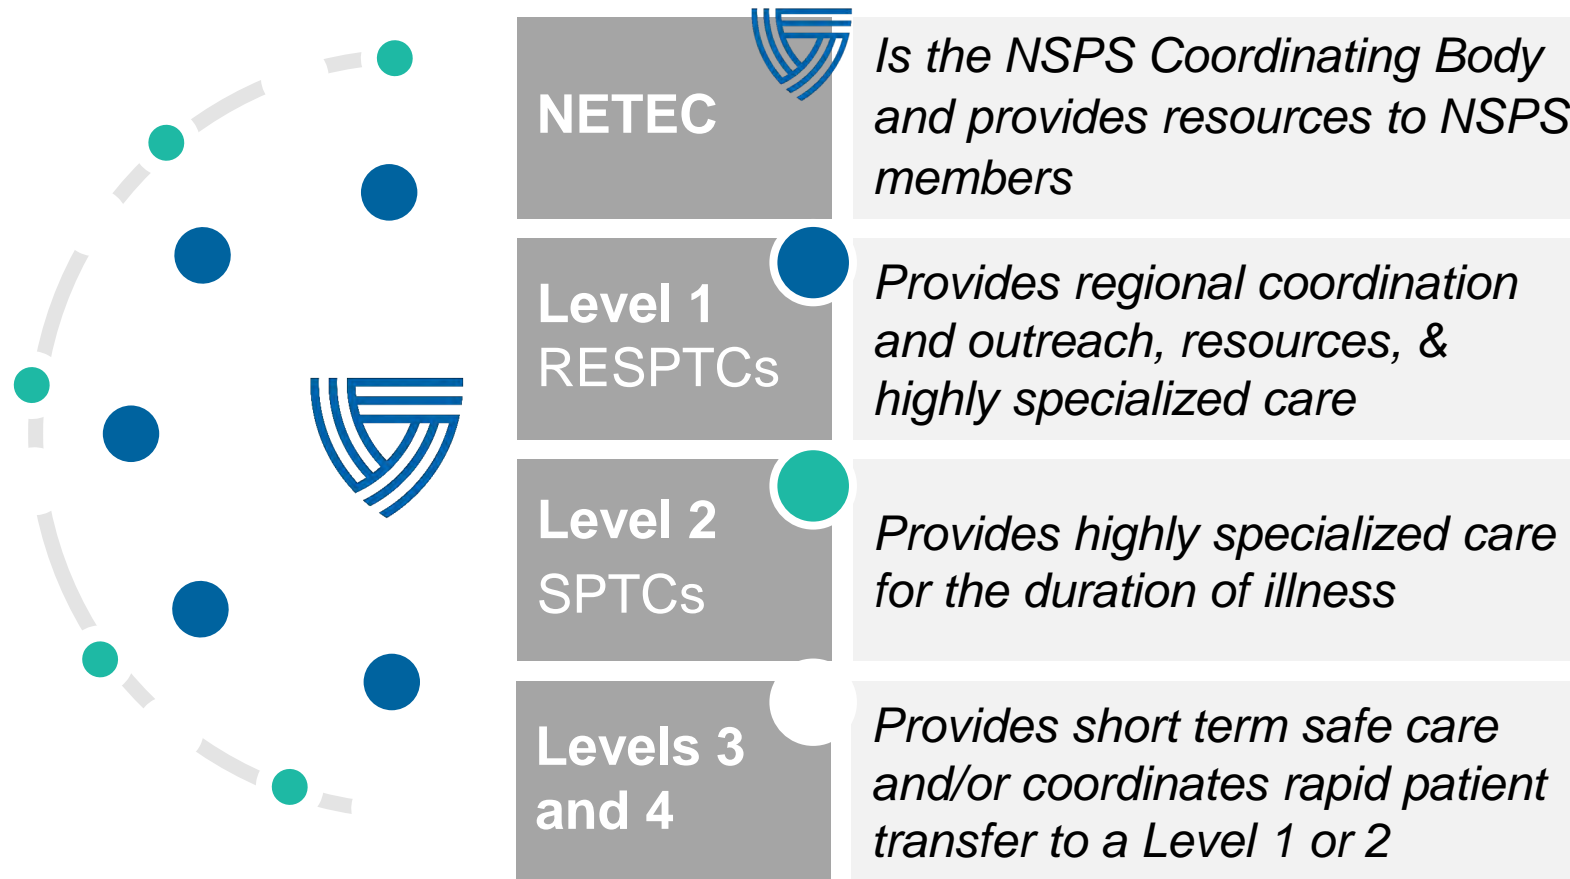 NETEC
Is the NSPS Coordinating Body
and provides resources to NSPS
members
Level 1
RESPTCs
Provides regional coordination
and outreach, resources, &
highly specialized care
Level 2
SPTCs
Provides highly specialized care
for the duration of illness
Levels 3
and 4
Provides short term safe care
and/or coordinates rapid patient
transfer to a Level 1 or 2